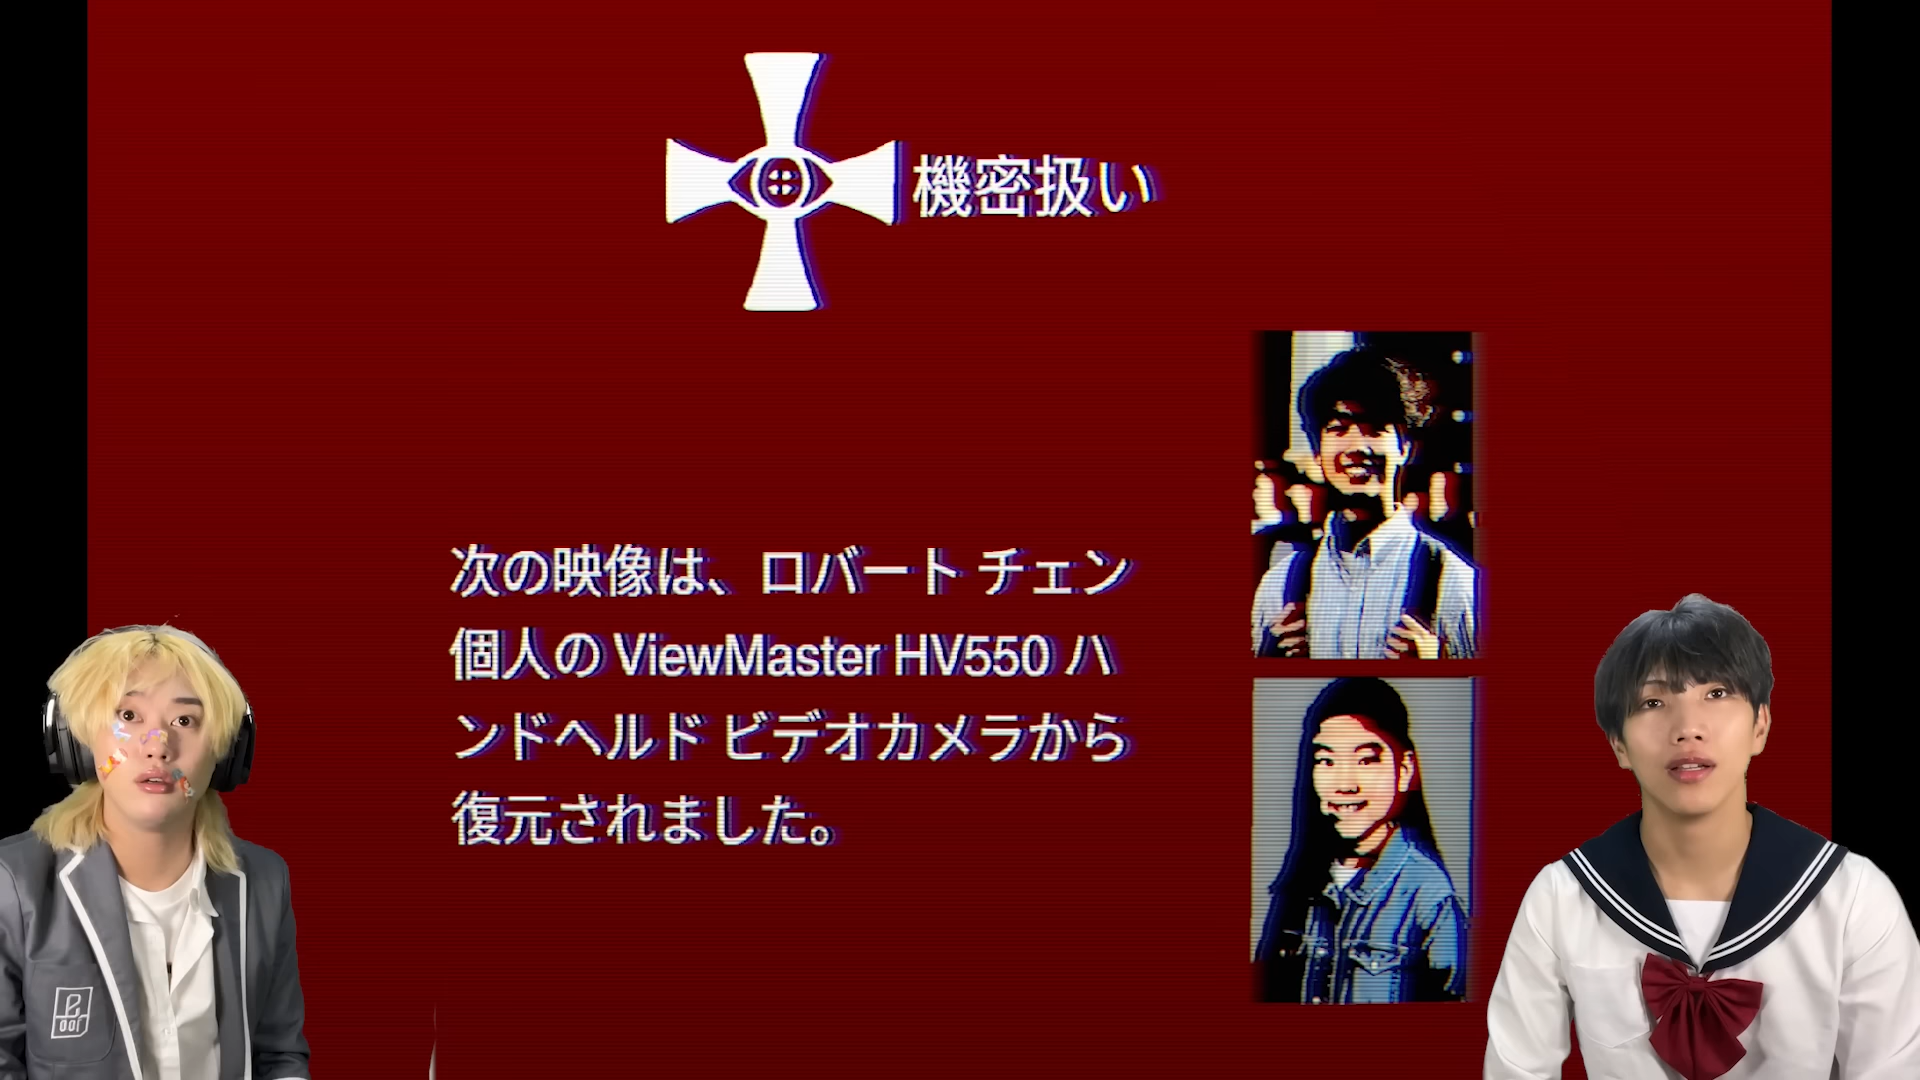 機密扱い
次の映像は、ロバート チェン
個人の ViewMaster HV550 ハ
ンドヘルド ビデオカメラから
復元されました。